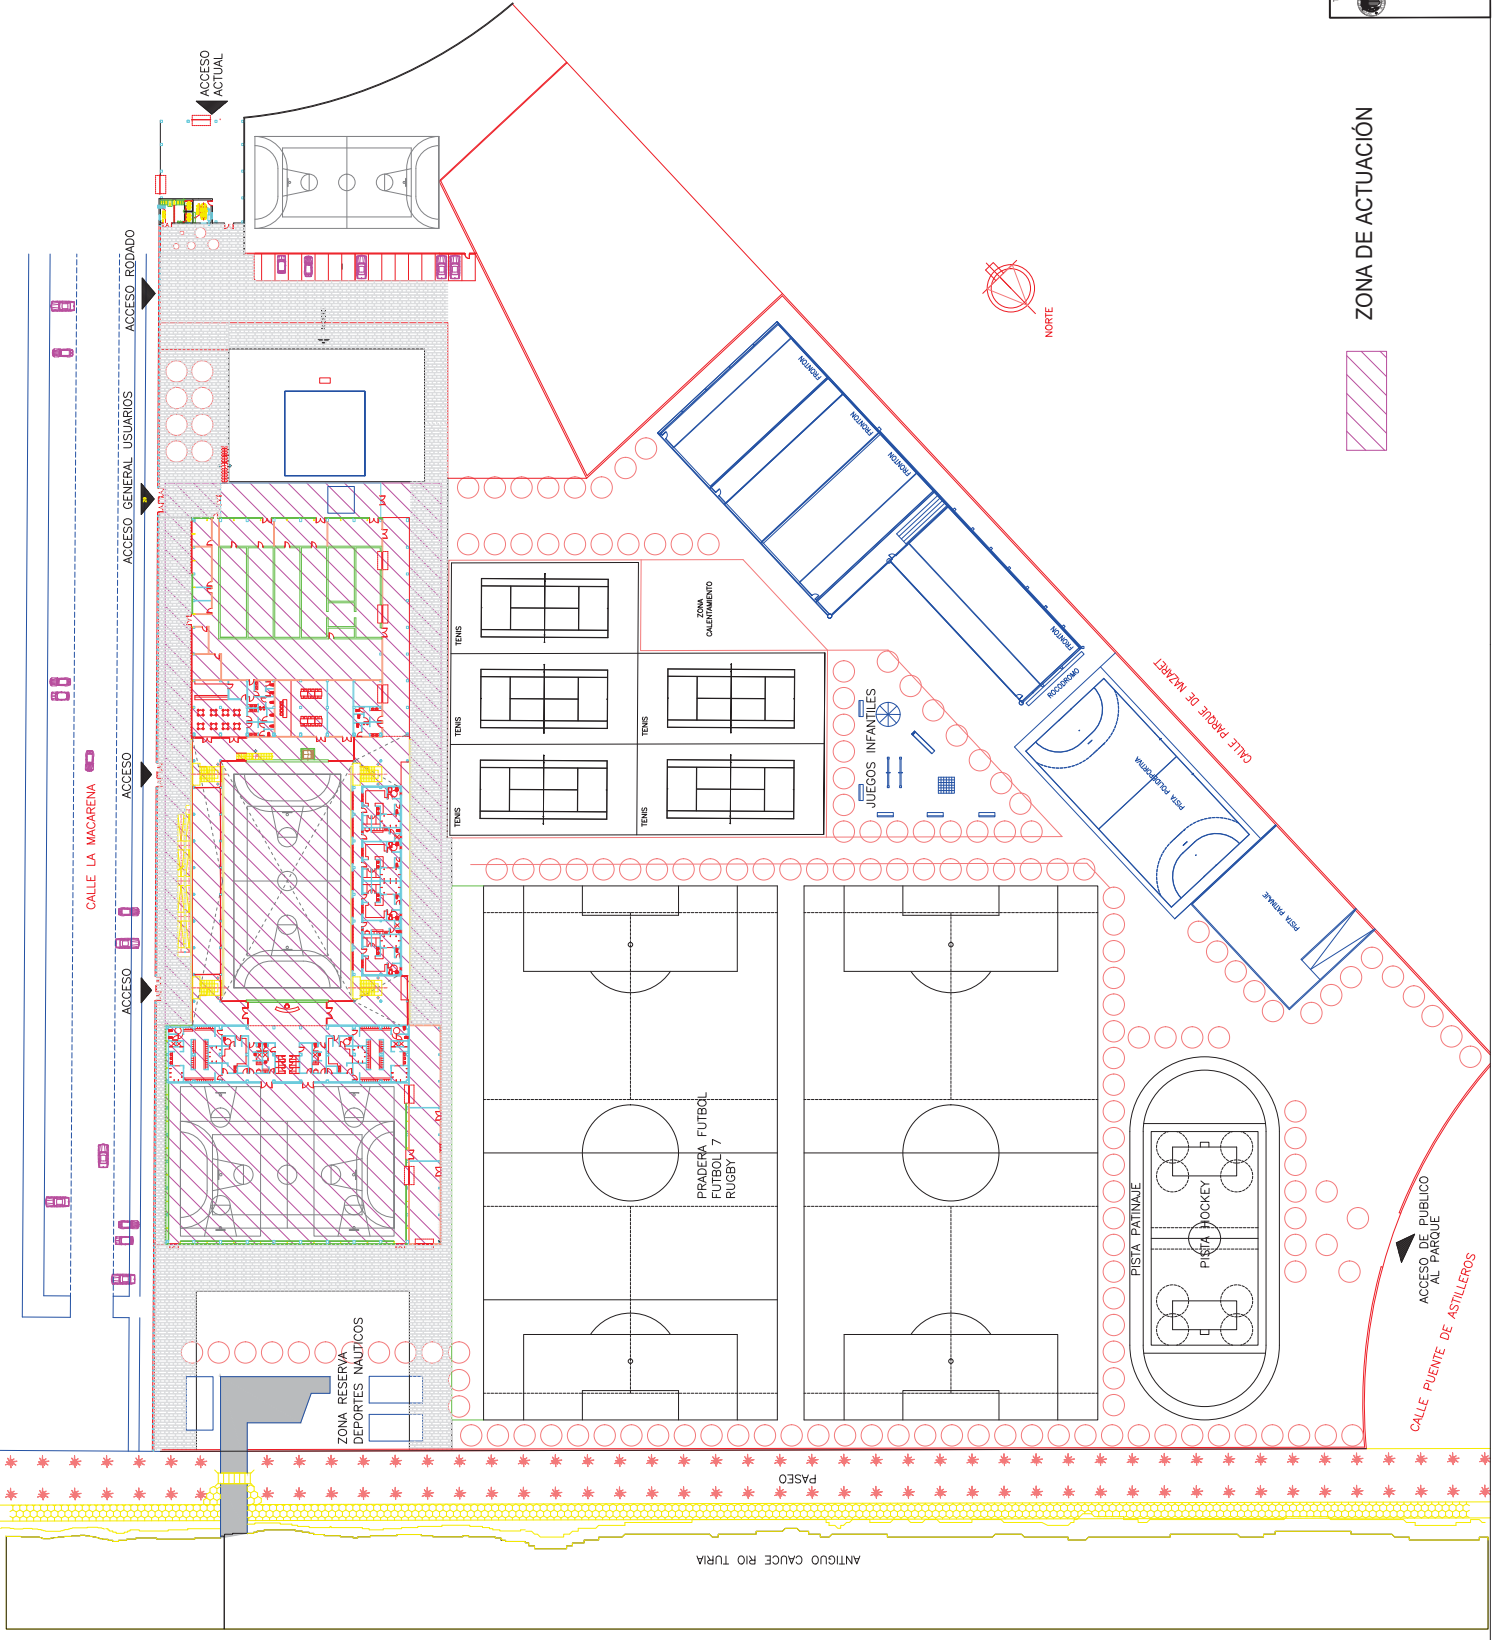 ACCESO
ACTUAL
ACCESO RODADO
ACCESO GENERAL USUARIOS
ACCESO
ACCESO
CALLE LA MACARENA
ZONA DE ACTUACIÓN
NORTE
FRONTON
FRONTON
FRONTON
FRONTON
ROCODROMO
CALLE PARQUE DE NAZARET
PISTA POLIDEPORTIVA
PISTA PATINAJE
ZONA
CALENTAMIENTO
TENIS
TENIS
TENIS
TENIS
TENIS
JUEGOS INFANTILES
PRADERA FUTBOL
FUTBOL 7
RUGBY
PISTA PATINAJE
PISTA HOCKEY
ACCESO DE PUBLICO
AL PARQUE
CALLE PUENTE DE ASTILLEROS
ZONA RESERVA
DEPORTES NAUTICOS
PASEO
ANTIGUO CAUCE RIO TURIA